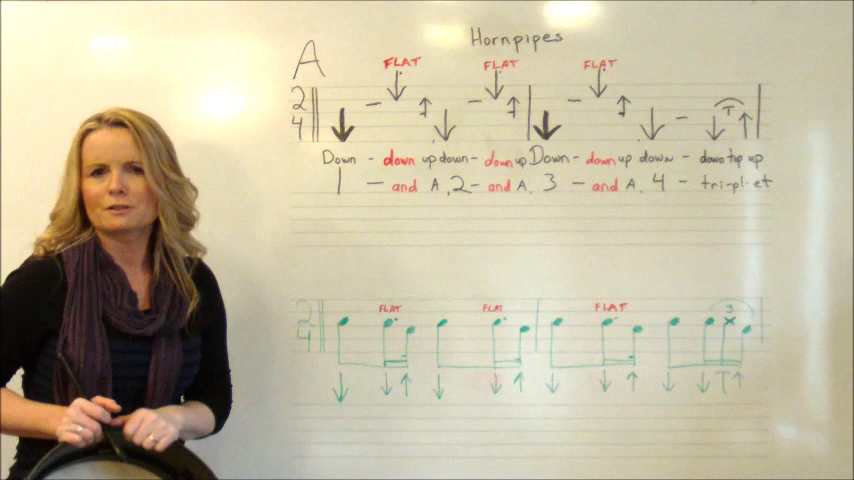 Hornpipes
A FLAT FLAT FLAT
2
4
T
Down - down up down - down up Down - down up down - down tap up
1 - and A, 2 - and A, 3 - and A, 4 - tri-pl-et
FLAT FLAT FLAT 3
2
4
T